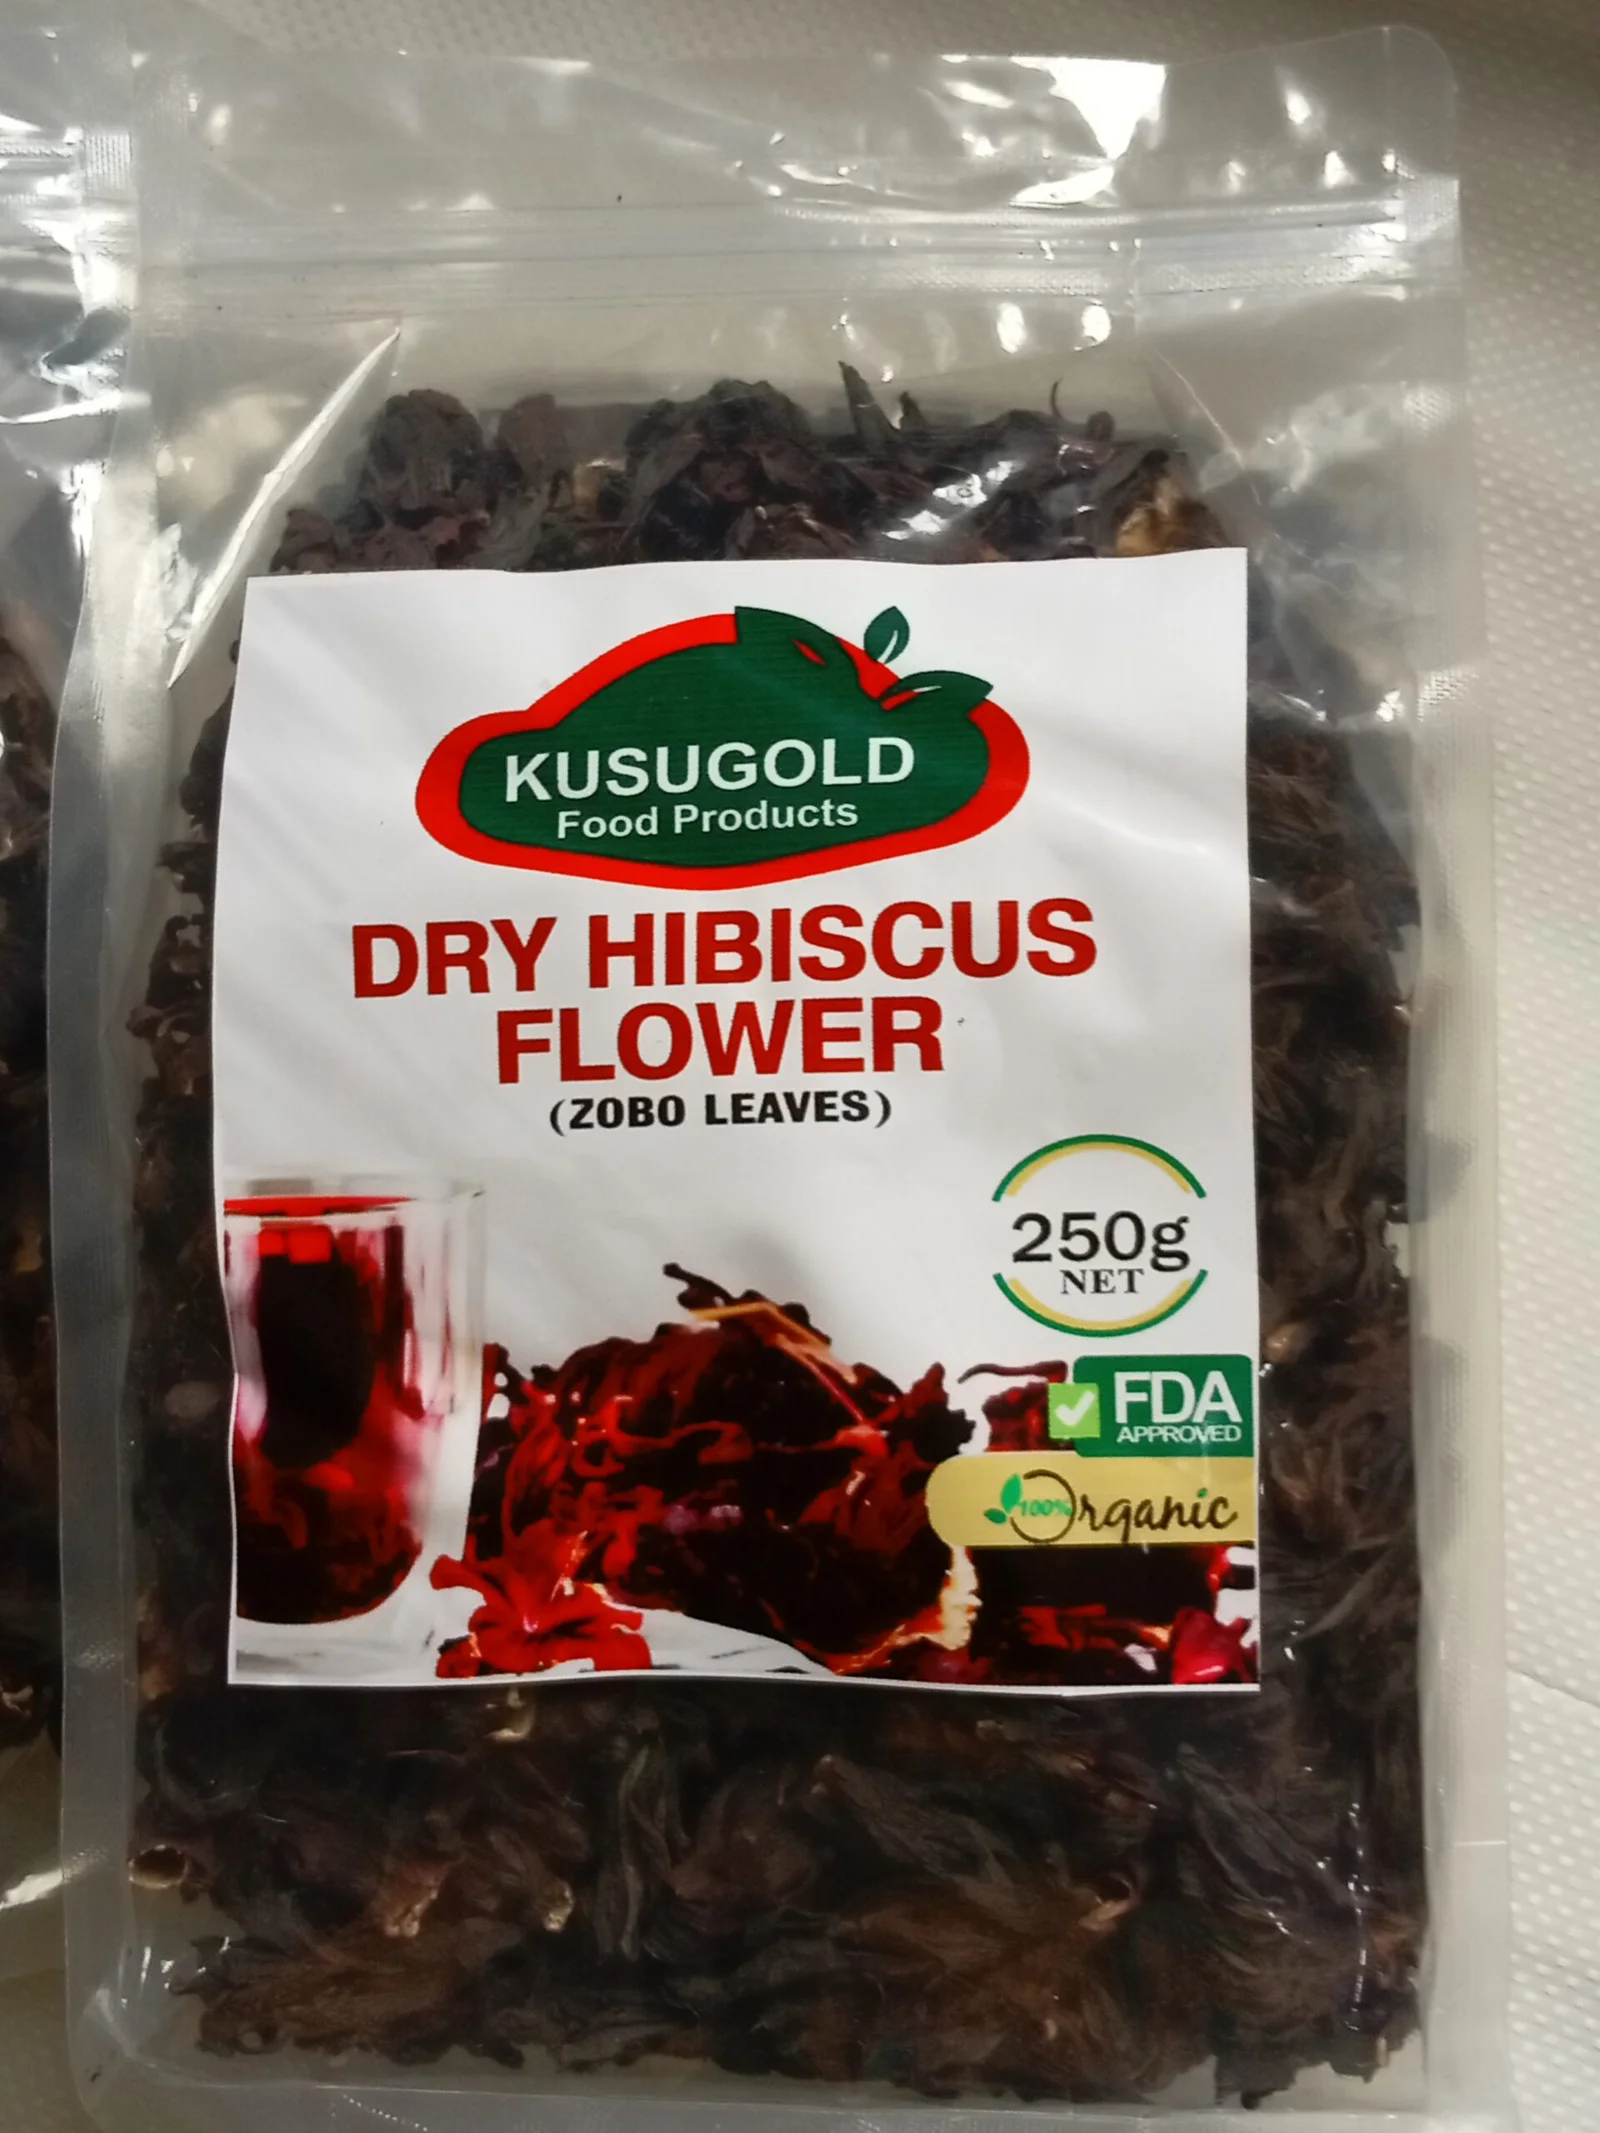 KUSUGOLD
Food Products
DRY HIBISCUS
FLOWER
(ZOBO LEAVES)
250g
NET
FDA
APPROVED
100% Organic